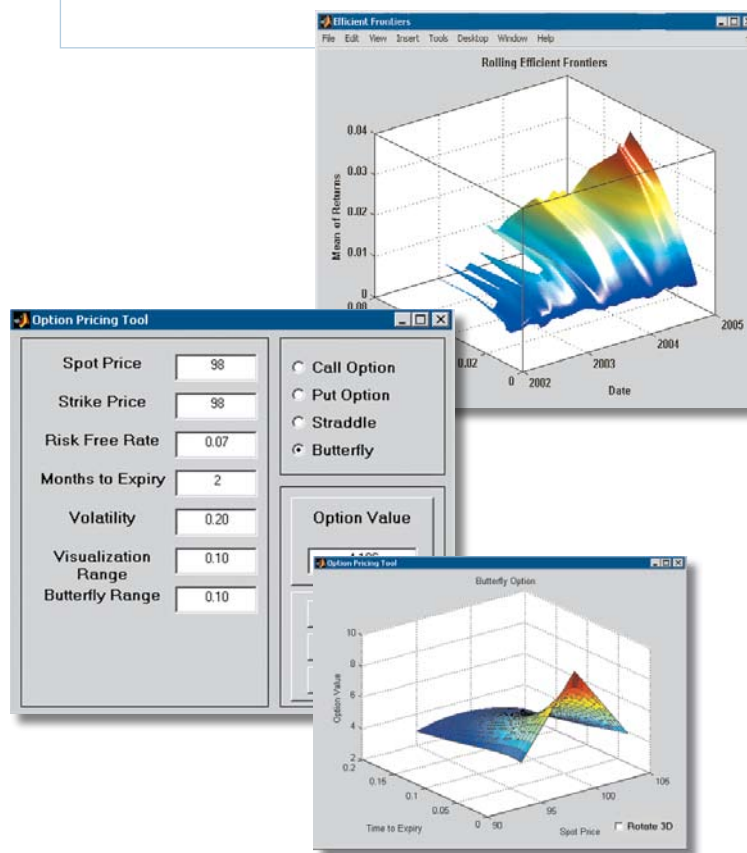 Efficient Frontiers
File Edit View Insert Tools Desktop Window Help
Rolling Efficient Frontiers
0.04
0.03
0.02
0.01
0
Mean of Returns
0.02
0
2002
2003
2004
2005
Date
Option Pricing Tool
Spot Price 98
Strike Price 98
Risk Free Rate 0.07
Months to Expiry 2
Volatility 0.20
Visualization
Range 0.10
Butterfly Range 0.10
Call Option
Put Option
Straddle
Butterfly
Option Value
Option Pricing Tool
Butterfly Option
10
8
6
4
2
Option Value
0.2
0.15
0.1
0.05
0
Time to Expiry
90
95
100
105
Spot Price
Rotate 3D